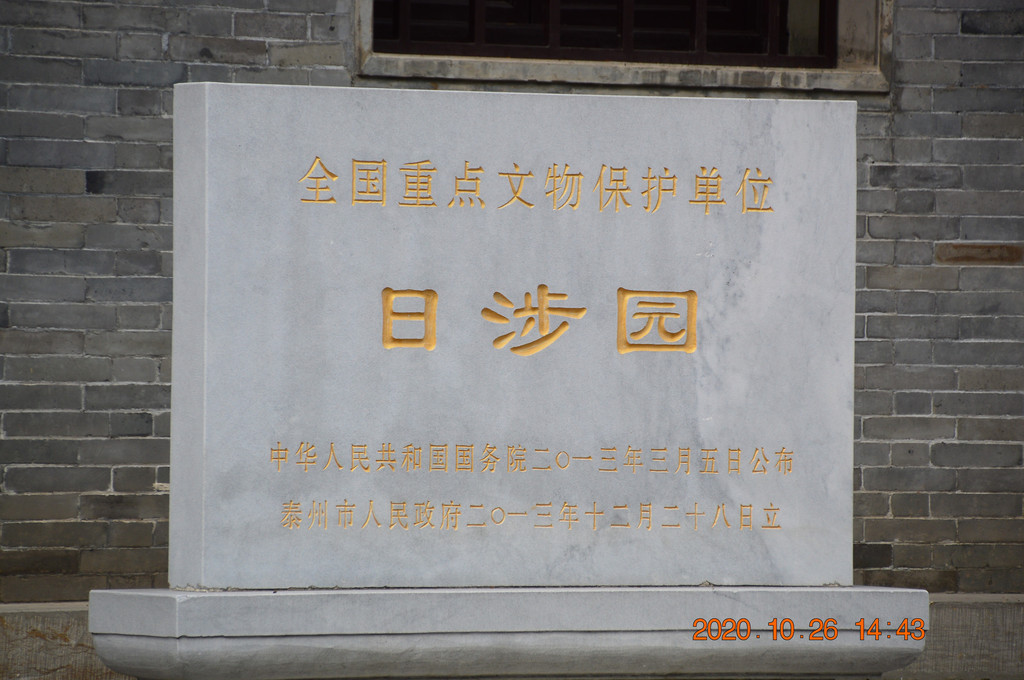 全国重点文物保护单位
日涉园
中华人民共和国国务院二〇一三年三月五日公布
泰州市人民政府二〇一三年十二月二十八日立
2020.10.26 14:43